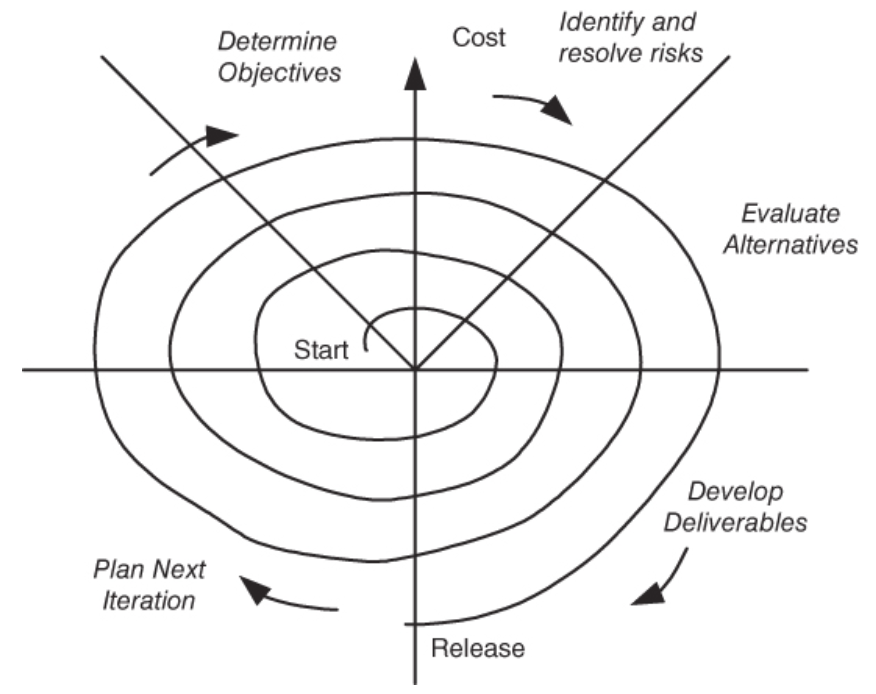 Determine
Objectives
Cost
Identify and
resolve risks
Evaluate
Alternatives
Start
Develop
Deliverables
Plan Next
Iteration
Release